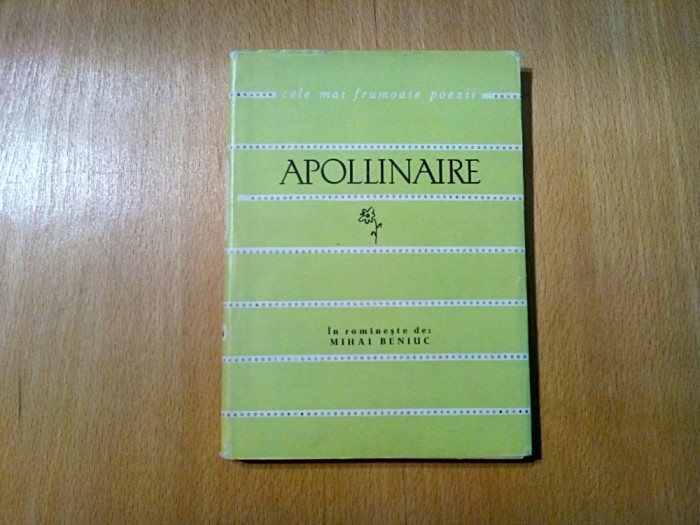 cele mai frumoase poezii
APOLLINAIRE
În romînește de:
MIHAI BENIUC